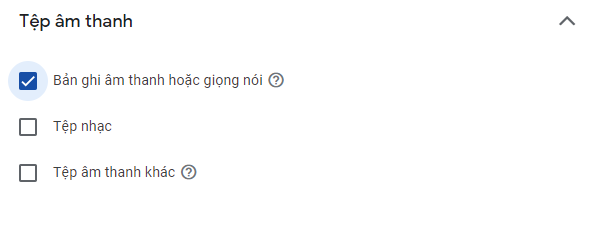 Tệp âm thanh
Bản ghi âm thanh hoặc giọng nói
Tệp nhạc
Tệp âm thanh khác